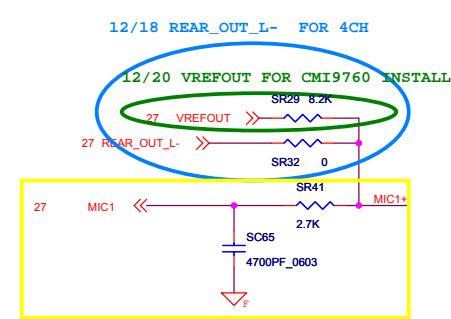 12/18 REAR_OUT_L- FOR 4CH
12/20 VREFOUT FOR CMI9760 INSTALL
SR29 8.2K
27 VREFOUT
27 REAR_OUT_L-
SR32 0
SR41
27 MIC1
MIC1+
2.7K
SC65
4700PF_0603
F